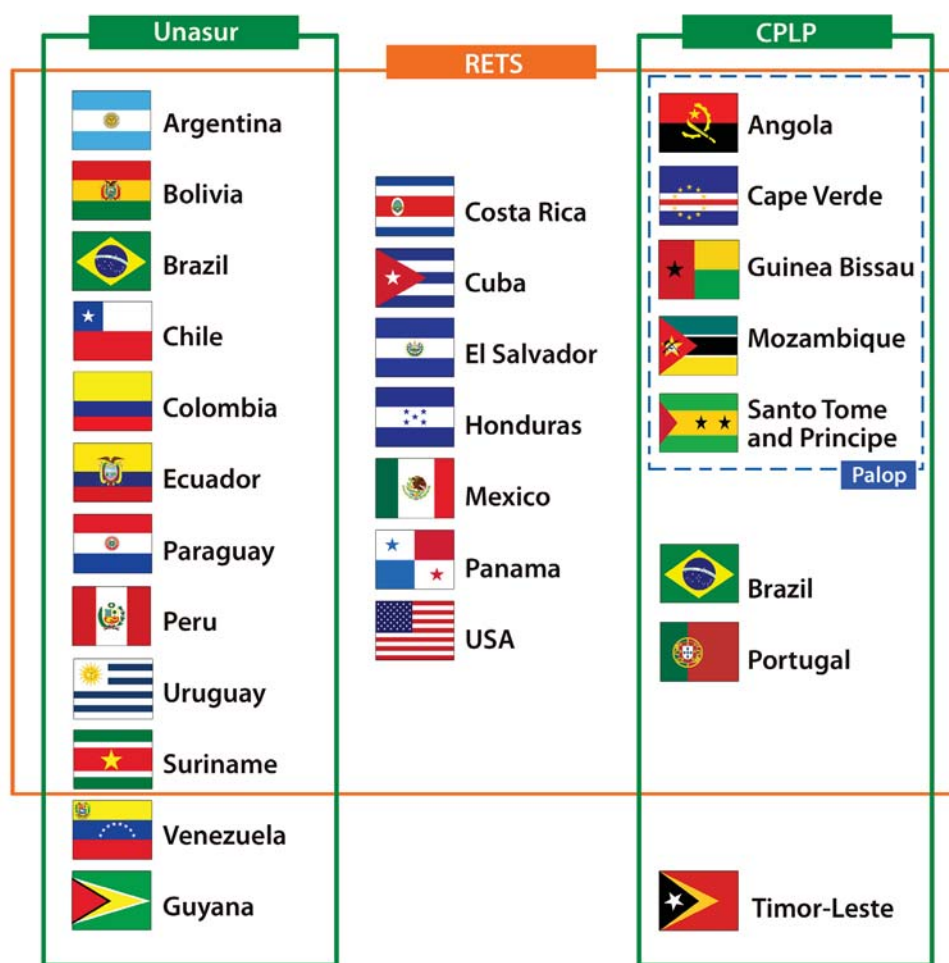 Unasur
RETS
CPLP
Argentina
Bolivia
Brazil
Chile
Colombia
Ecuador
Paraguay
Peru
Uruguay
Suriname
Venezuela
Guyana
Costa Rica
Cuba
El Salvador
Honduras
Mexico
Panama
USA
Angola
Cape Verde
Guinea Bissau
Mozambique
Santo Tome
and Principe
Palop
Brazil
Portugal
Timor-Leste